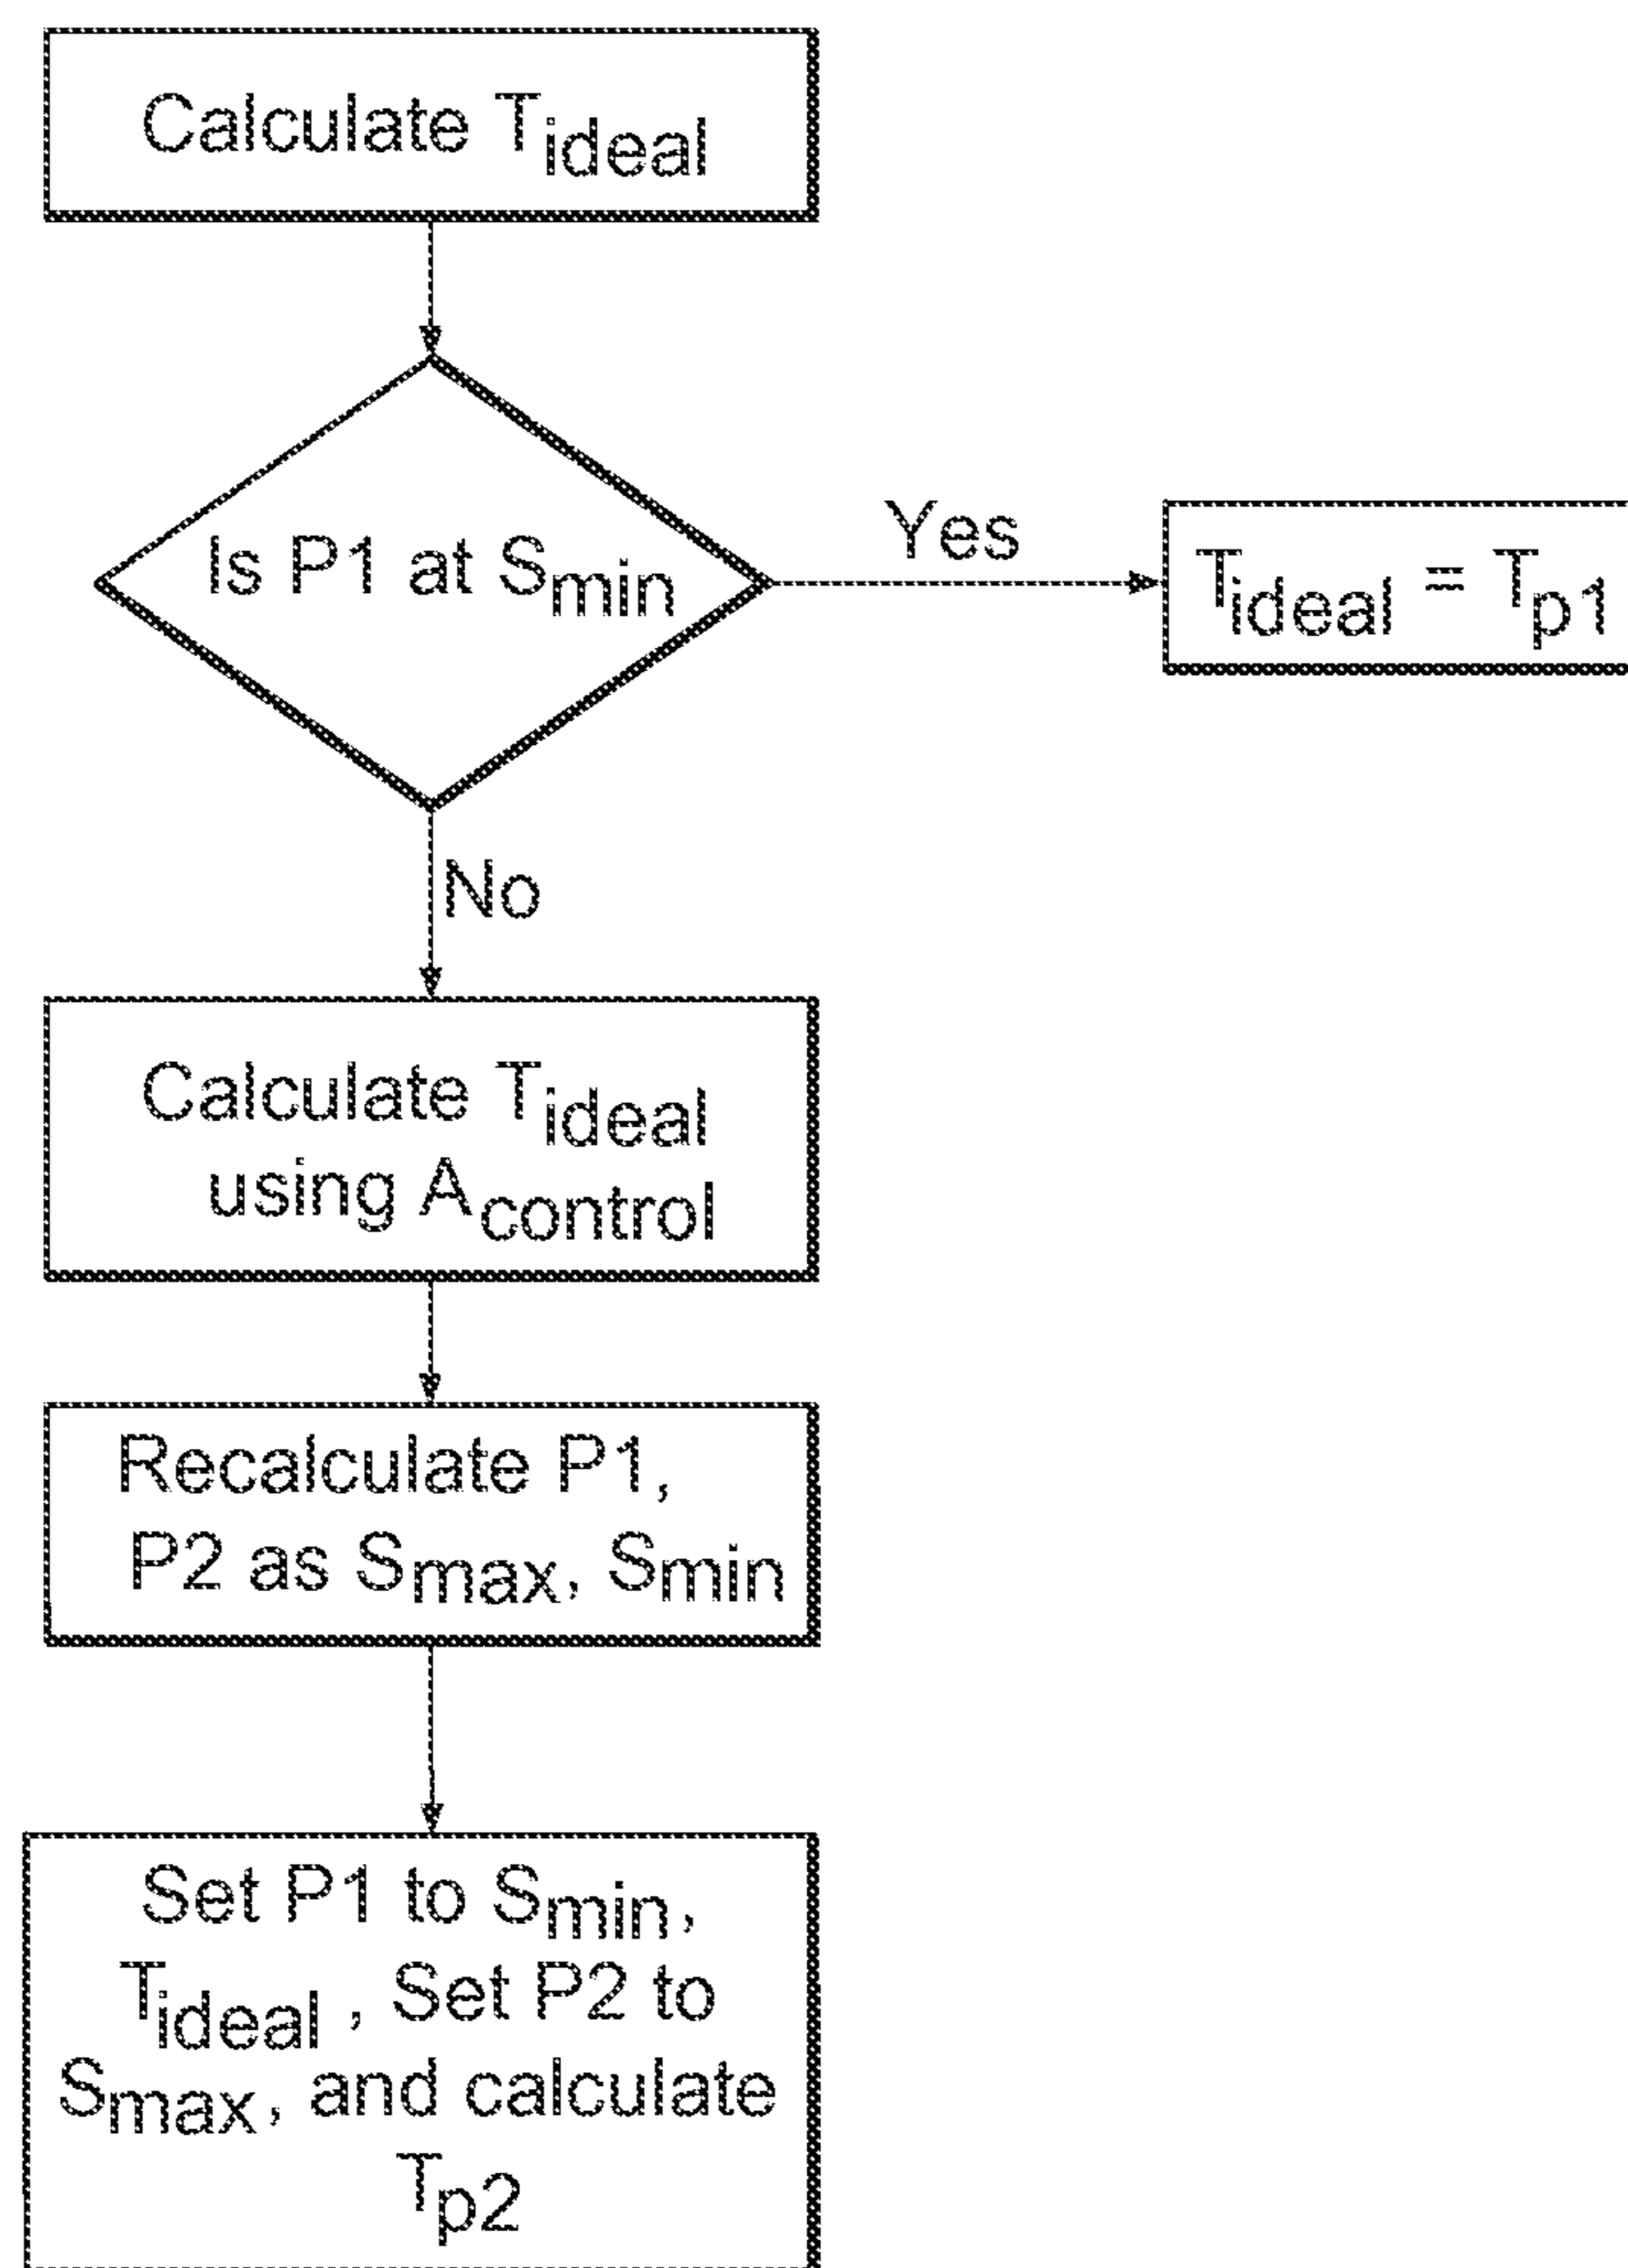 Calculate Tideal
Is P1 at Smin
Yes
Tideal = Tp1
No
Calculate Tideal
using Acontrol
Recalculate P1,
P2 as Smax, Smin
Set P1 to Smin,
Tideal , Set P2 to
Smax, and calculate
Tp2